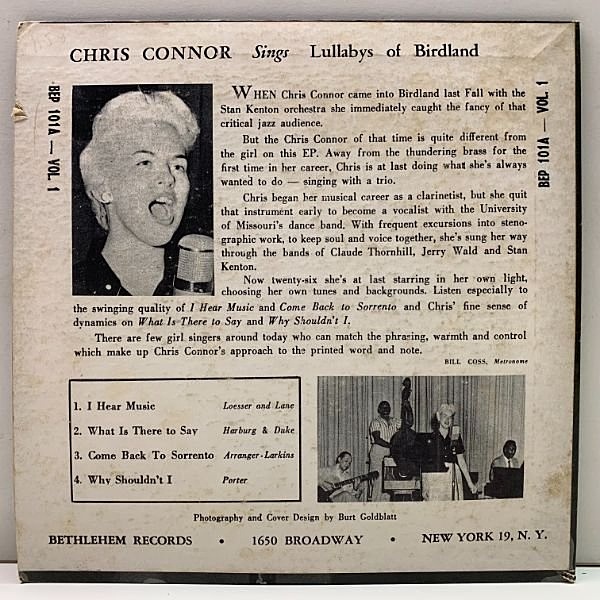 CHRIS CONNOR Sings Lullabys of Birdland
BEP 101A — VOL. 1
WHEN Chris Connor came into Birdland last Fall with the
Stan Kenton orchestra she immediately caught the fancy of that
critical jazz audience.
But the Chris Connor of that time is quite different from
the girl on this EP. Away from the thundering brass for the
first time in her career, Chris is at last doing what she's always
wanted to do — singing with a trio.
Chris began her musical career as a clarinetist, but she quit
that instrument early to become a vocalist with the University
of Missouri's dance band. With frequent excursions into steno-
graphic work, to keep soul and voice together, she's sung her way
through the bands of Claude Thornhill, Jerry Wald and Stan
Kenton.
Now twenty-six she's at last starring in her own light,
choosing her own tunes and backgrounds. Listen especially to
the swinging quality of I Hear Music and Come Back to Sorrento and Chris' fine sense of
dynamics on What Is There to Say and Why Shouldn't I.
There are few girl singers around today who can match the phrasing, warmth and control
which make up Chris Connor's approach to the printed word and note.
BILL COSS, Metronome
BEP 101A — VOL. 1
1. I Hear Music Loesser and Lane
2. What Is There to Say Harburg & Duke
3. Come Back To Sorrento Arranger-Larkins
4. Why Shouldn't I Porter
Photography and Cover Design by Burt Goldblatt
BETHLEHEM RECORDS • 1650 BROADWAY • NEW YORK 19, N. Y.